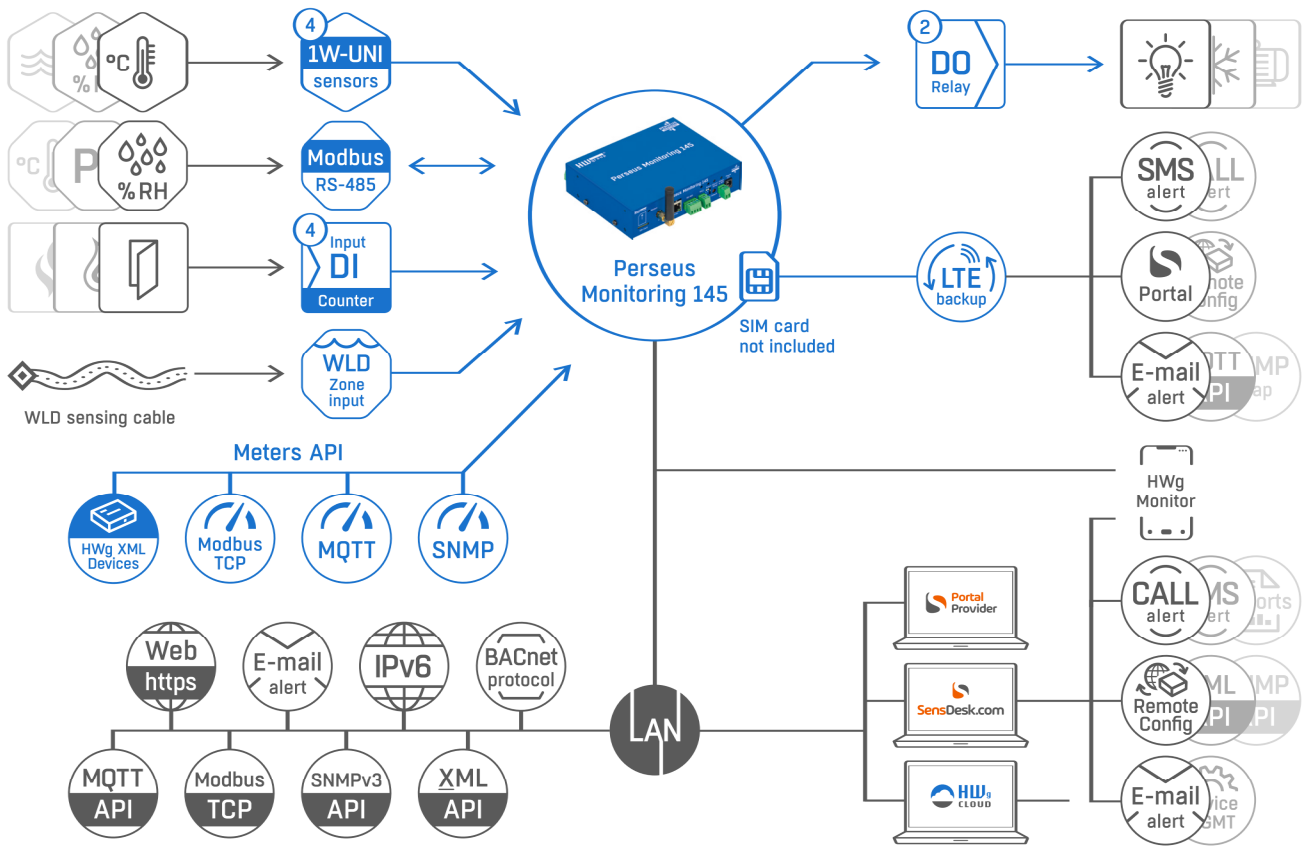 4
1W-UNI
sensors
°C
%
2
DO
Relay
°C
P
%RH
Modbus
RS-485
HW
Perseus Monitoring 145
Perseus
Monitoring 145
SMS
alert
4
Input
DI
Counter
SIM card
not included
LTE
backup
Portal
WLD
Zone
input
WLD sensing cable
E-mail
alert
API
Meters API
HWg XML
Devices
Modbus
TCP
MQTT
SNMP
HWg
Monitor
Portal
Provider
CALL
alert
Web
https
E-mail
alert
IPv6
BACnet
protocol
LAN
SensDesk.com
Remote
Config
MQTT
API
Modbus
TCP
SNMPv3
API
XML
API
HWg
CLOUD
E-mail
alert